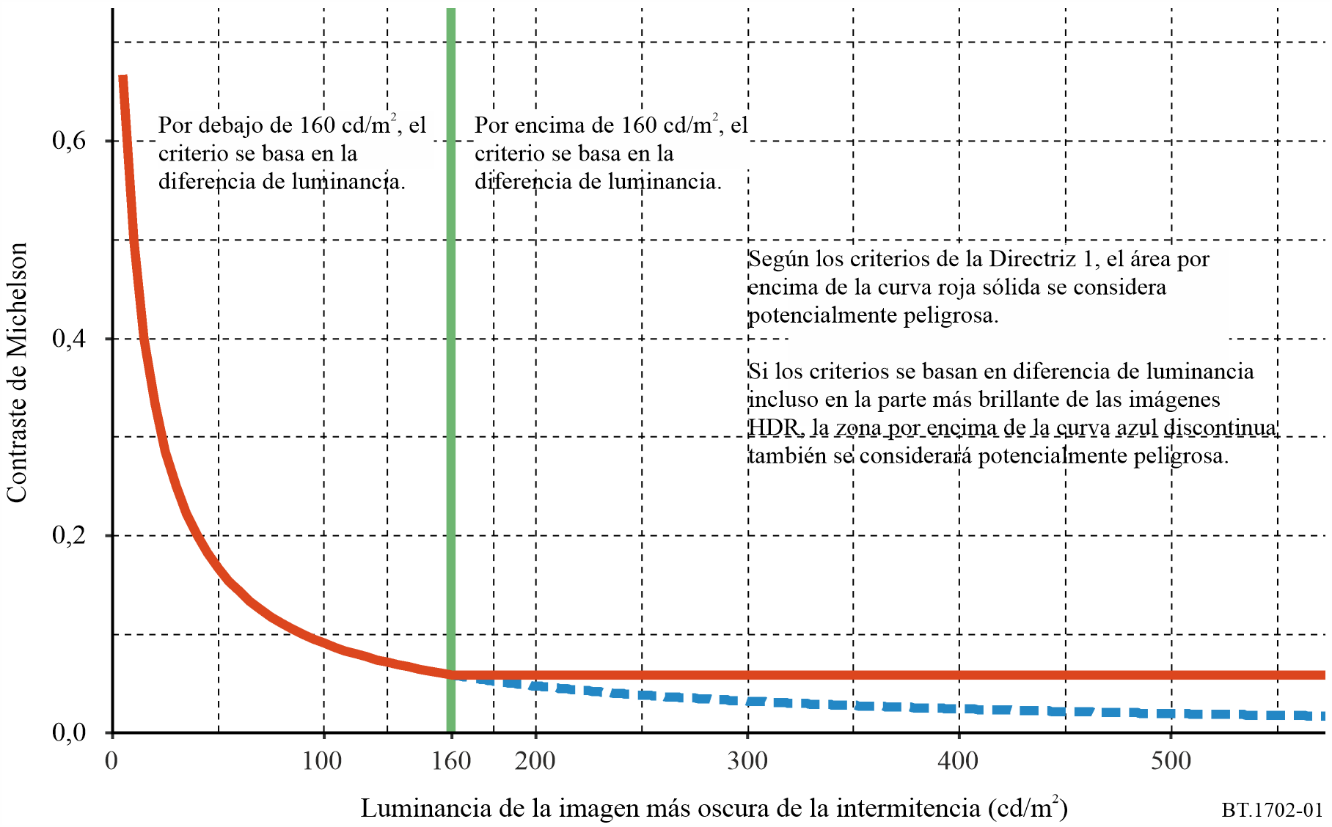 Contraste de Michelson
0,6
0,4
0,2
0,0
Por debajo de 160 cd/m², el
criterio se basa en la
diferencia de luminancia.
Por encima de 160 cd/m², el
criterio se basa en la
diferencia de luminancia.
Según los criterios de la Directriz 1, el área por
encima de la curva roja sólida se considera
potencialmente peligrosa.
Si los criterios se basan en diferencia de luminancia
incluso en la parte más brillante de las imágenes
HDR, la zona por encima de la curva azul discontinua
también se considerará potencialmente peligrosa.
0 100 160 200 300 400 500
Luminancia de la imagen más oscura de la intermitencia (cd/m²)
BT.1702-01